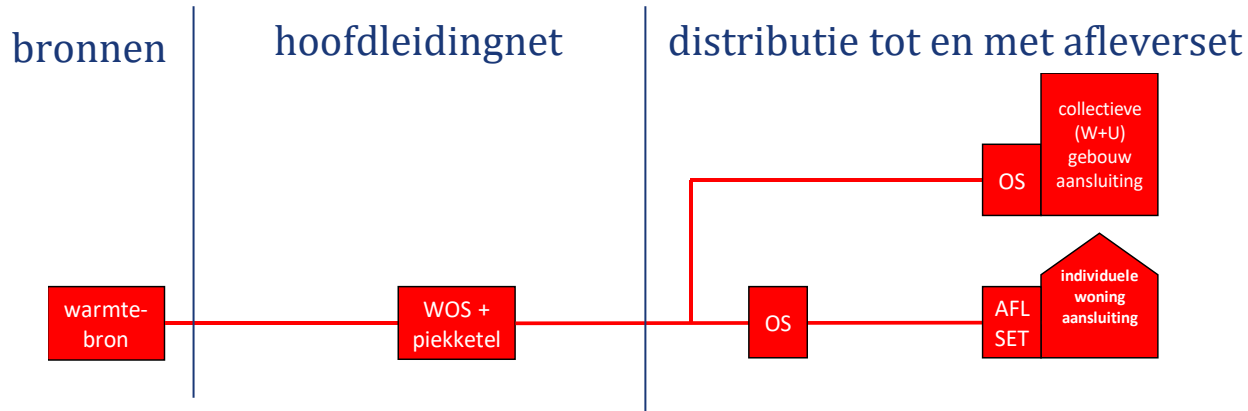 bronnen
hoofdleidingnet
distributie tot en met afleverset
collectieve
(W+U)
gebouw
aansluiting
OS
warmte-
bron
WOS +
piekketel
OS
AFL
SET
individuele
woning
aansluiting